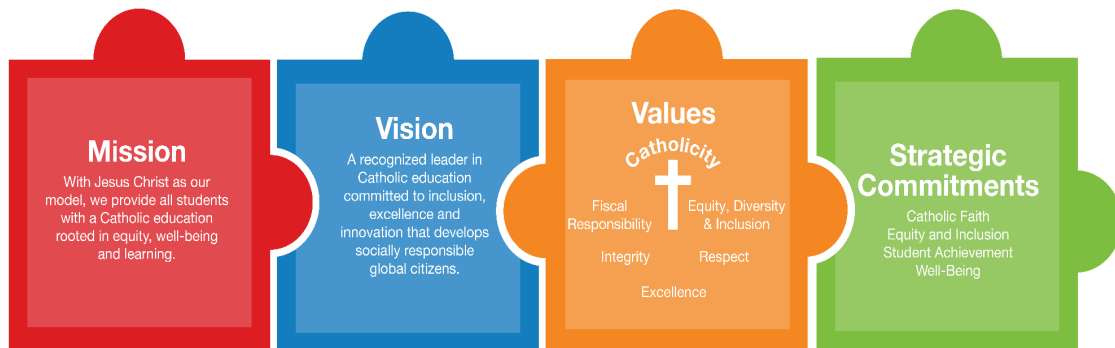 Mission
With Jesus Christ as our
model, we provide all students
with a Catholic education
rooted in equity, well-being
and learning.
Vision
A recognized leader in
Catholic education
committed to inclusion,
excellence and
innovation that develops
socially responsible
global citizens.
Values
Catholicity
Fiscal
Responsibility
Equity, Diversity
& Inclusion
Integrity
Respect
Excellence
Strategic
Commitments
Catholic Faith
Equity and Inclusion
Student Achievement
Well-Being